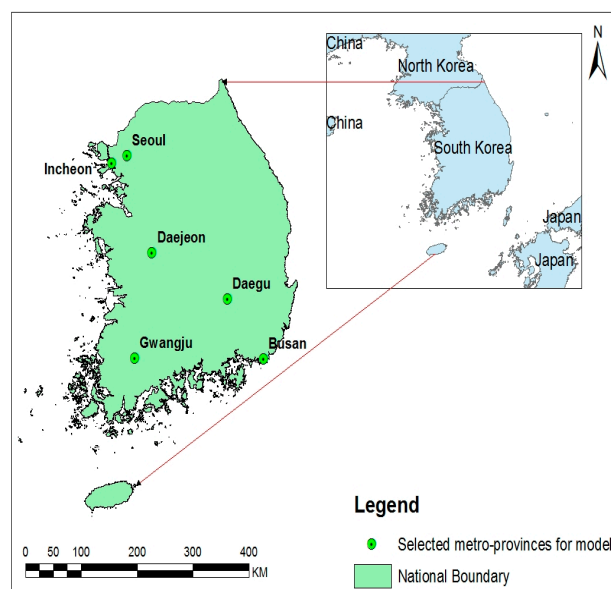 China
N
North Korea
China
South Korea
Japan
Japan
Seoul
Incheon
Daejeon
Daegu
Gwangju
Busan
Legend
Selected metro-provinces for model
National Boundary
0 50 100 200 300 400
KM